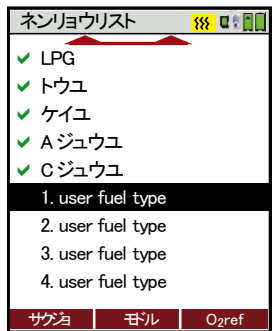 ネンリョウリスト
LPG
トウユ
ケイユ
A ジュウユ
C ジュウユ
1. user fuel type
2. user fuel type
3. user fuel type
4. user fuel type
サクジョ モドル O₂ref